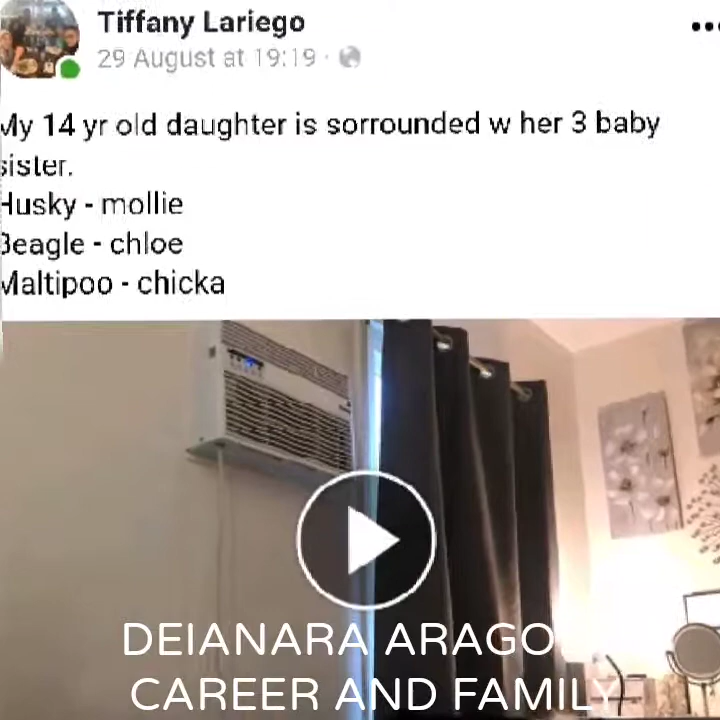 Tiffany Lariego
29 August at 19:19 ·
My 14 yr old daughter is sorrounded w her 3 baby
sister.
Husky - mollie
Beagle - chloe
Maltipoo - chicka
DEIANARA ARAGO
CAREER AND FAMILY